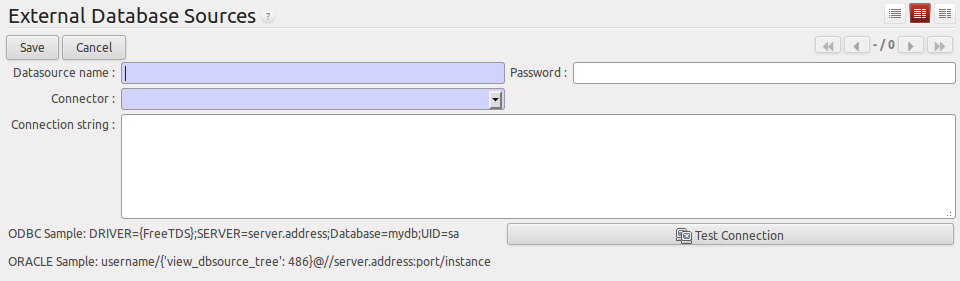 External Database Sources ?
Save Cancel - / 0
Datasource name : Password :
Connector :
Connection string :
ODBC Sample: DRIVER={FreeTDS};SERVER=server.address;Database=mydb;UID=sa Test Connection
ORACLE Sample: username/{'view_dbsource_tree': 486}@//server.address:port/instance